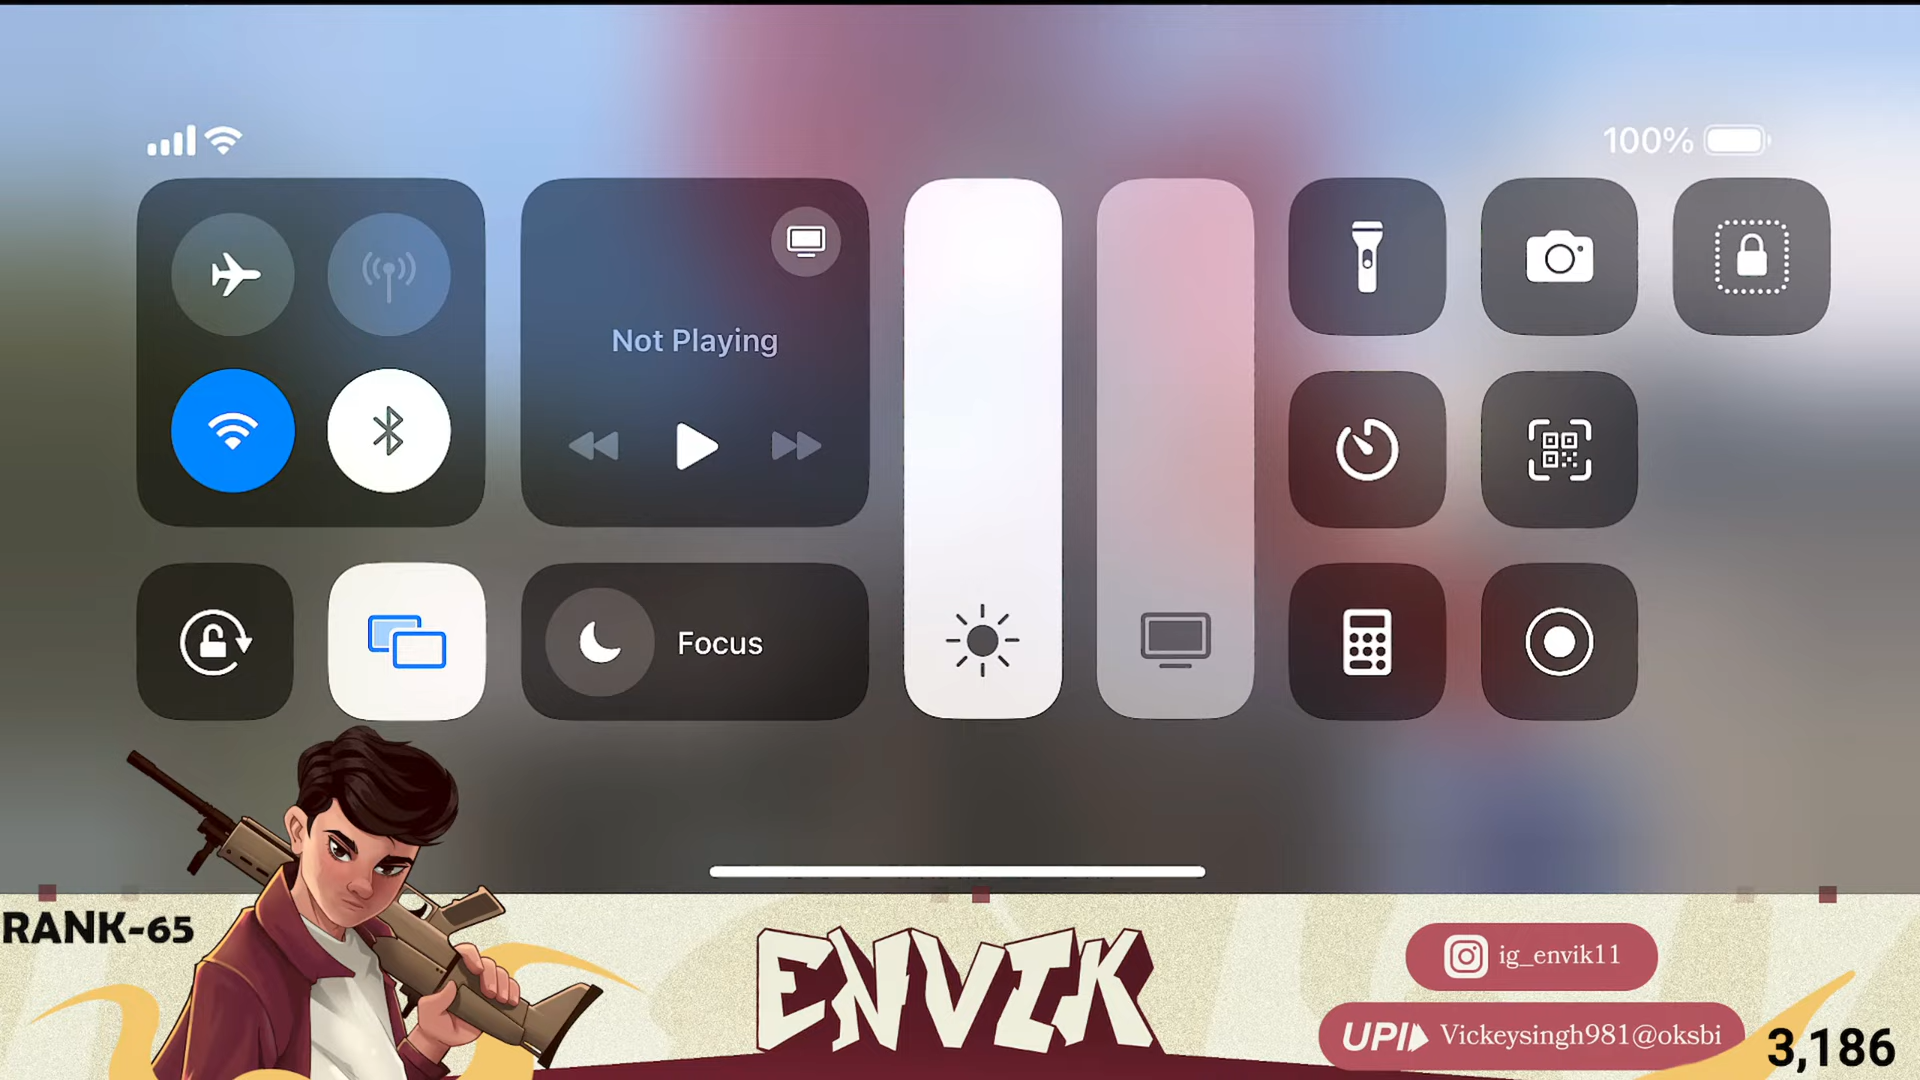 100%
Not Playing
Focus
RANK-65
ENVIK
ig_envik11
UPI
Vickeysingh981@oksbi
3,186